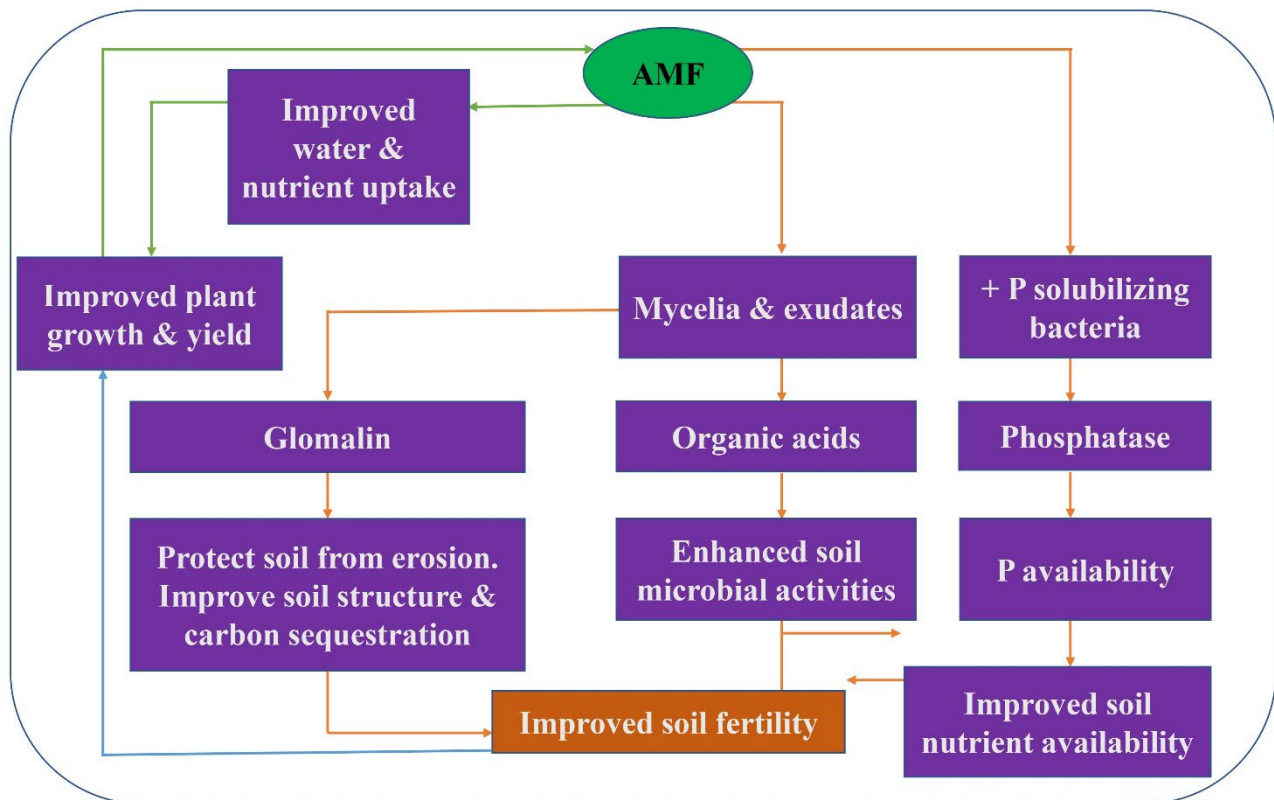 AMF
Improved
water &
nutrient uptake
Improved plant
growth & yield
Mycelia & exudates
+ P solubilizing
bacteria
Glomalin
Organic acids
Phosphatase
Protect soil from erosion.
Improve soil structure &
carbon sequestration
Enhanced soil
microbial activities
P availability
Improved soil fertility
Improved soil
nutrient availability